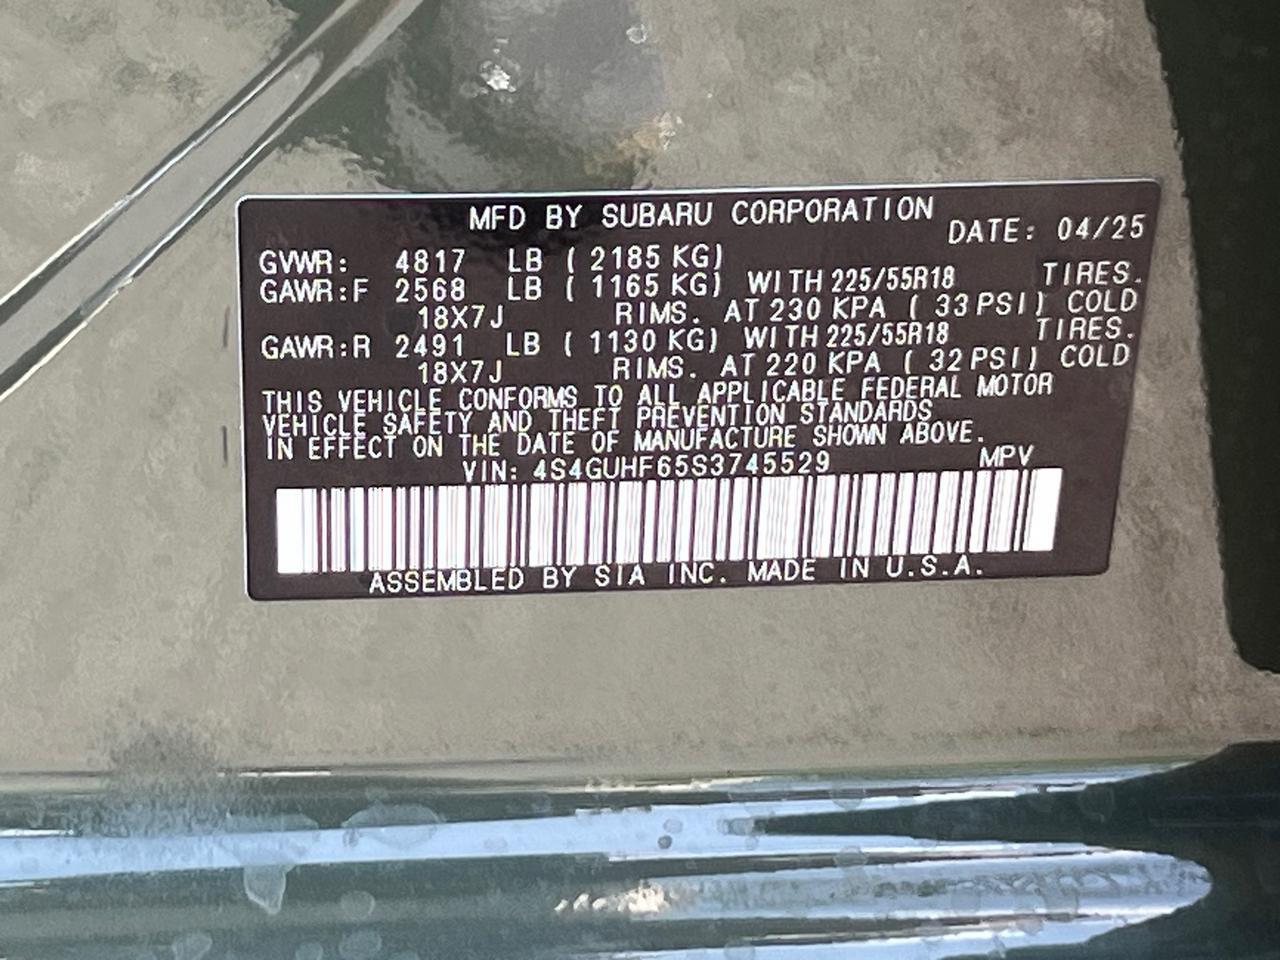 MFD BY SUBARU CORPORATION DATE: 04/25
GVWR: 4817 LB ( 2185 KG)
GAWR:F 2568 LB ( 1165 KG) WITH 225/55R18 TIRES.
18X7J RIMS. AT 230 KPA ( 33 PSI) COLD
GAWR:R 2491 LB ( 1130 KG) WITH 225/55R18 TIRES.
18X7J RIMS. AT 220 KPA ( 32 PSI) COLD
THIS VEHICLE CONFORMS TO ALL APPLICABLE FEDERAL MOTOR
VEHICLE SAFETY AND THEFT PREVENTION STANDARDS
IN EFFECT ON THE DATE OF MANUFACTURE SHOWN ABOVE.
VIN: 4S4GUHF65S3745529 MPV
ASSEMBLED BY SIA INC. MADE IN U.S.A.